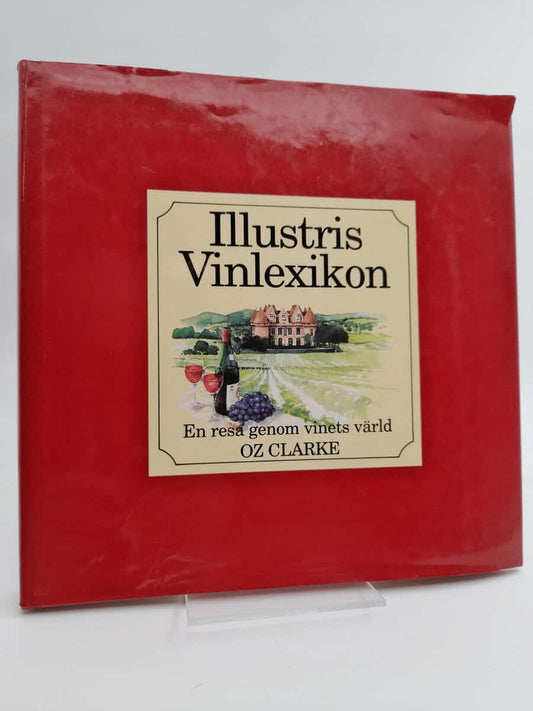 Illustris
Vinlexikon
En resa genom vinets värld
OZ CLARKE